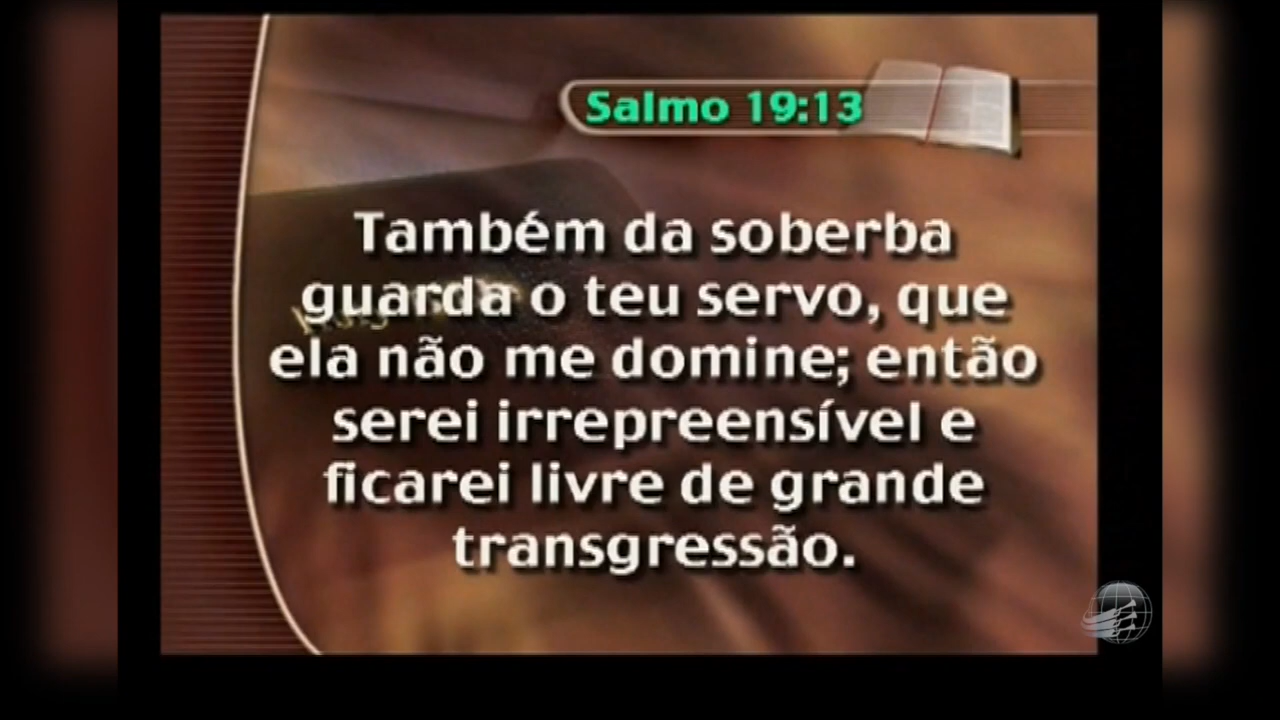 Salmo 19:13
Também da soberba
guarda o teu servo, que
ela não me domine; então
serei irrepreensível e
ficarei livre de grande
transgressão.